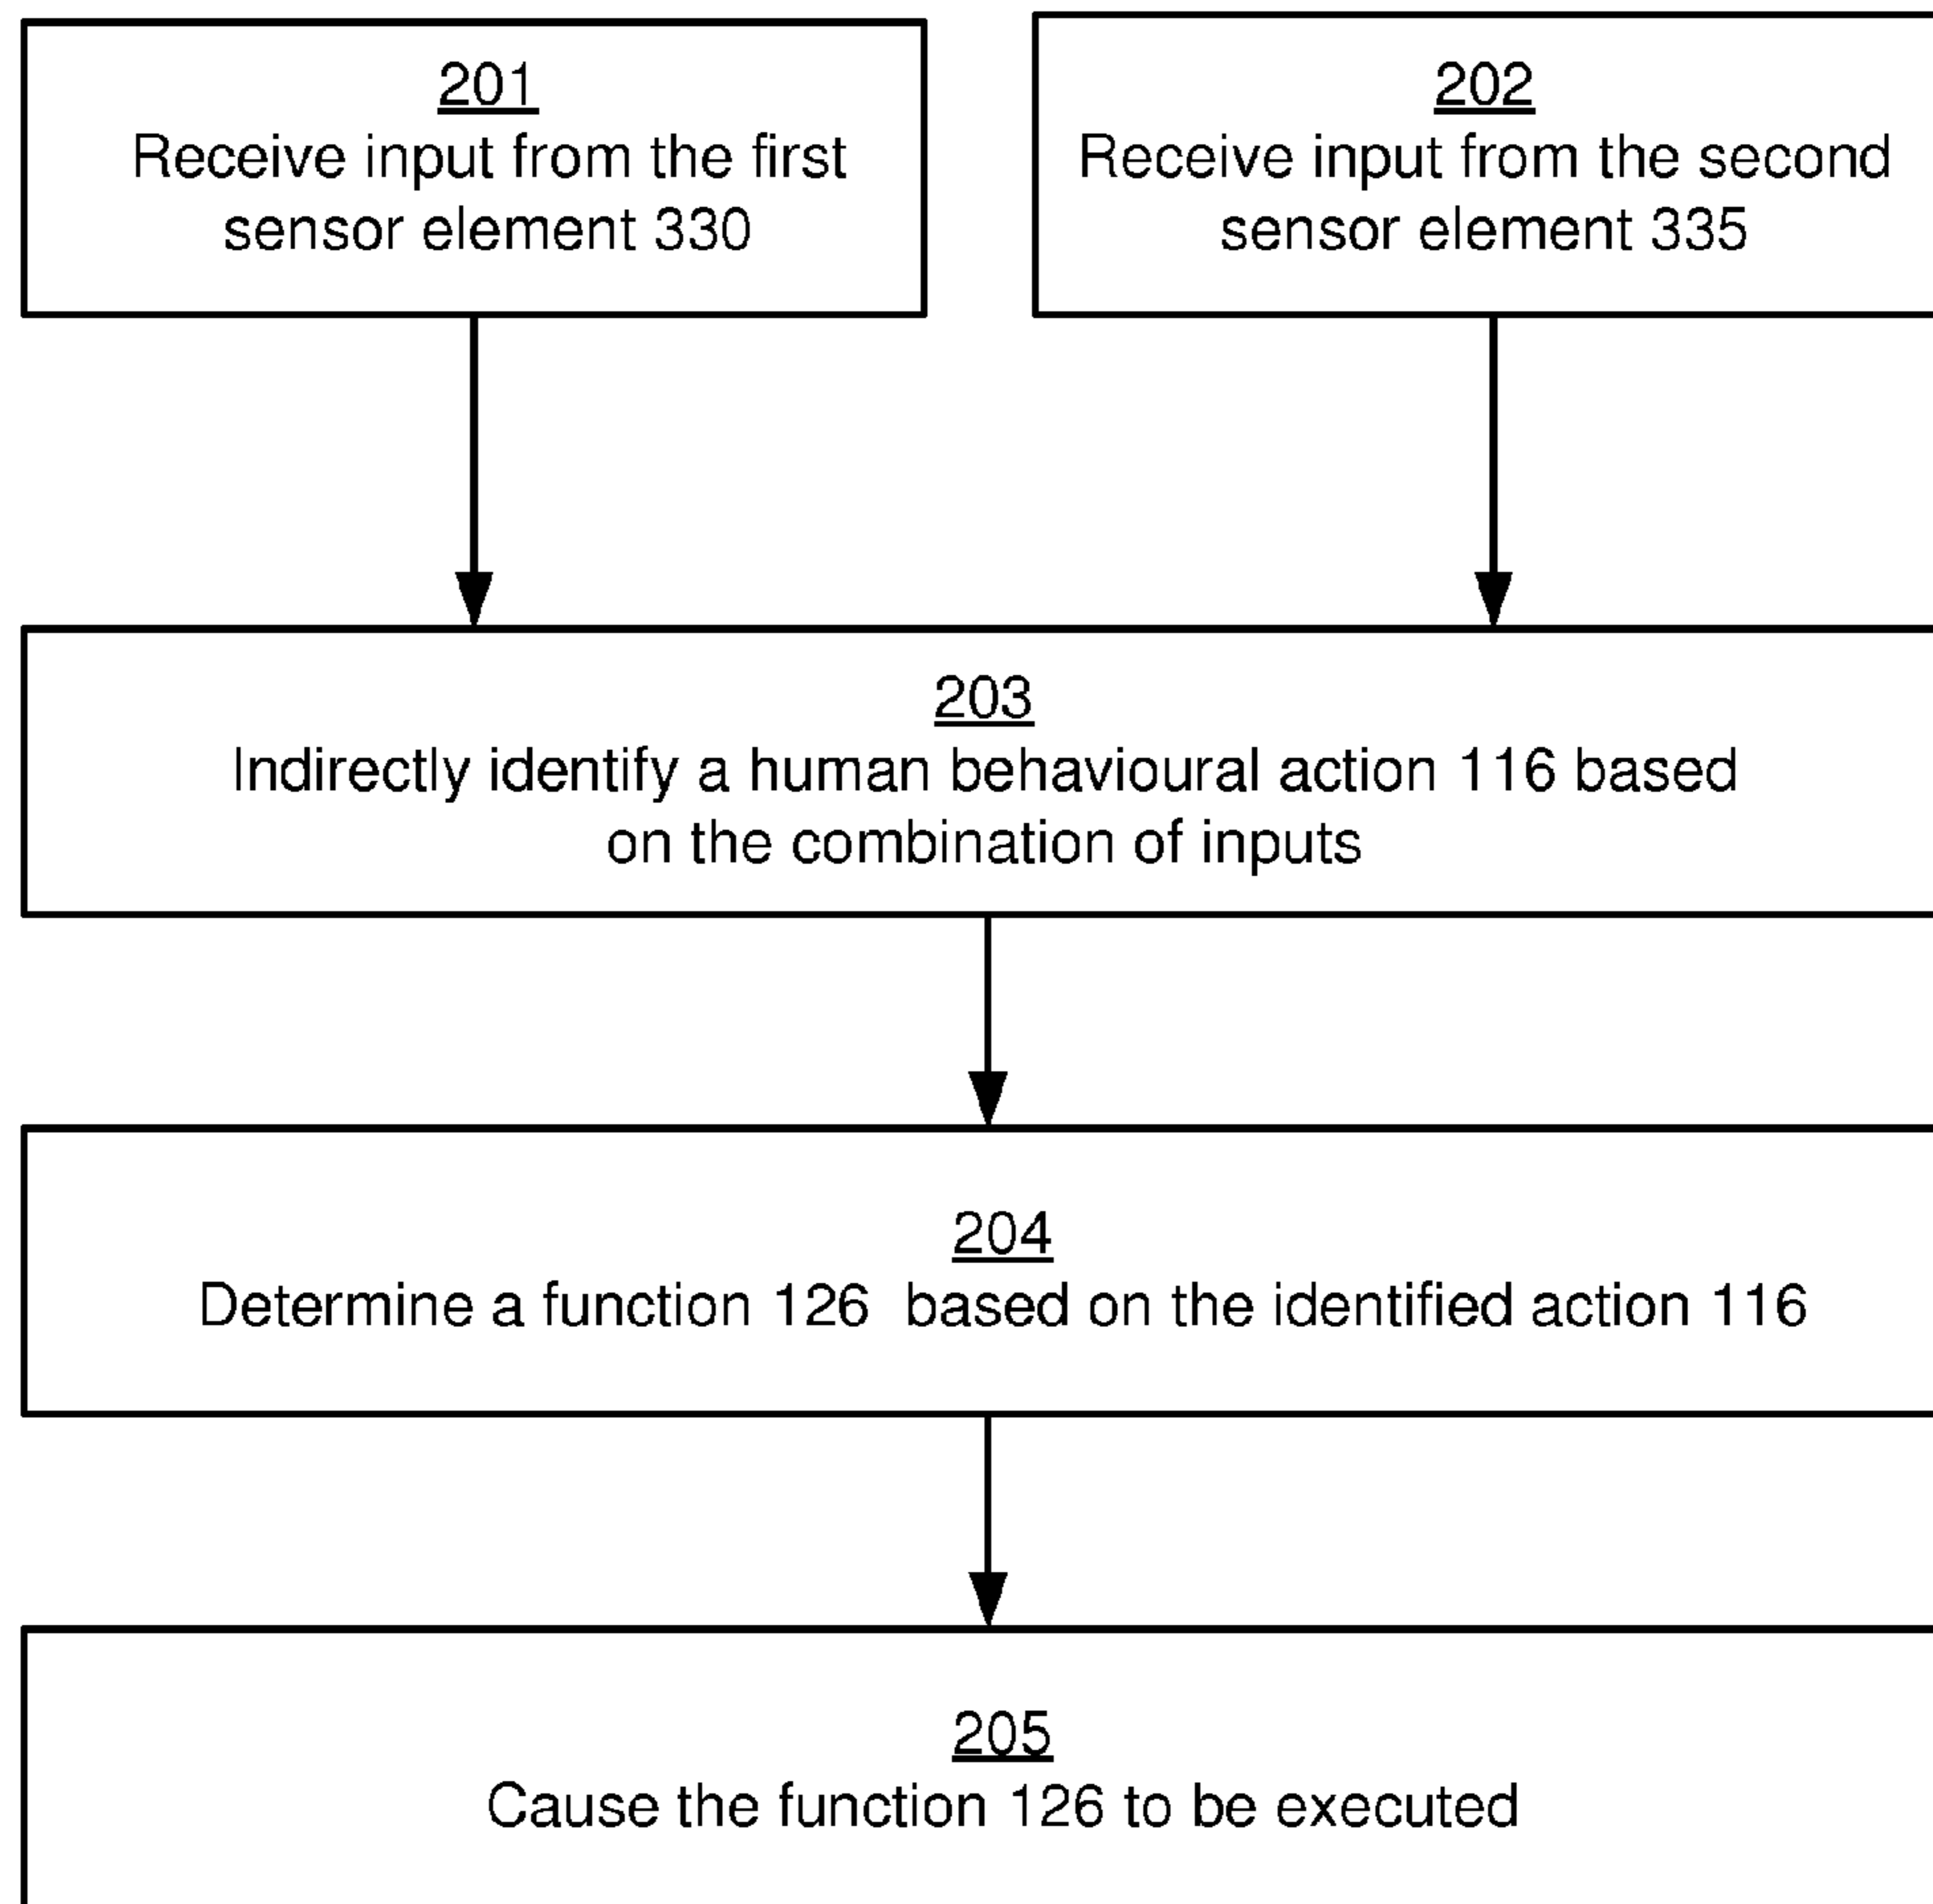 201
Receive input from the first
sensor element 330
202
Receive input from the second
sensor element 335
203
Indirectly identify a human behavioural action 116 based
on the combination of inputs
204
Determine a function 126 based on the identified action 116
205
Cause the function 126 to be executed